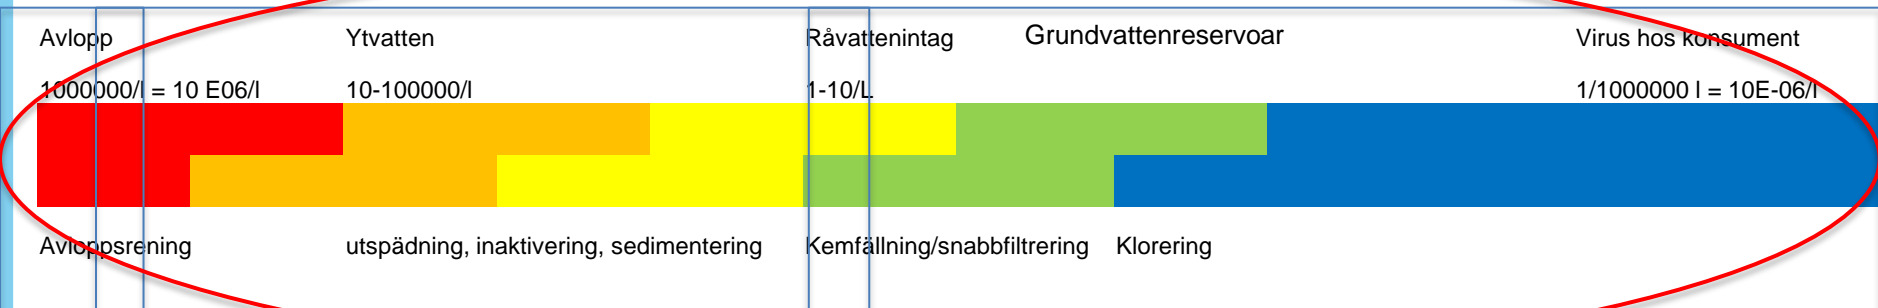 Avlopp Ytvatten Råvattenintag Grundvattenreservoar Virus hos konsument
1000000/l = 10 E06/l 10-100000/l 1-10/L 1/1000000 l = 10E-06/l
Avloppsrening utspädning, inaktivering, sedimentering Kemfällning/snabbfiltrering Klorering